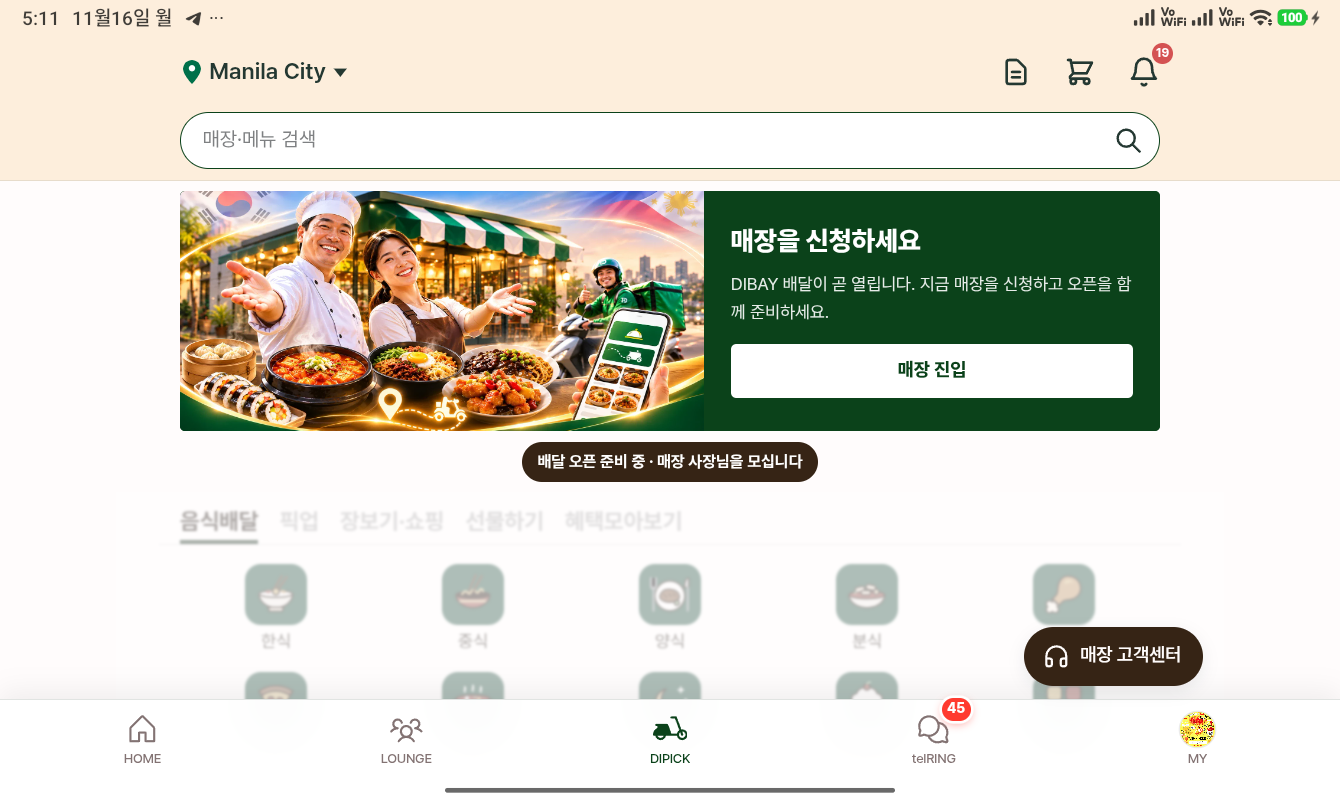 5:11 11월16일 월 ···
Vo WiFi Vo WiFi 100
Manila City
19
매장·메뉴 검색
매장을 신청하세요
DIBAY 배달이 곧 열립니다. 지금 매장을 신청하고 오픈을 함
께 준비하세요.
매장 진입
배달 오픈 준비 중 · 매장 사장님을 모십니다
음식배달 픽업 장보기·쇼핑 선물하기 혜택모아보기
한식 중식 양식 분식
매장 고객센터
45
HOME LOUNGE DIPICK telRING MY